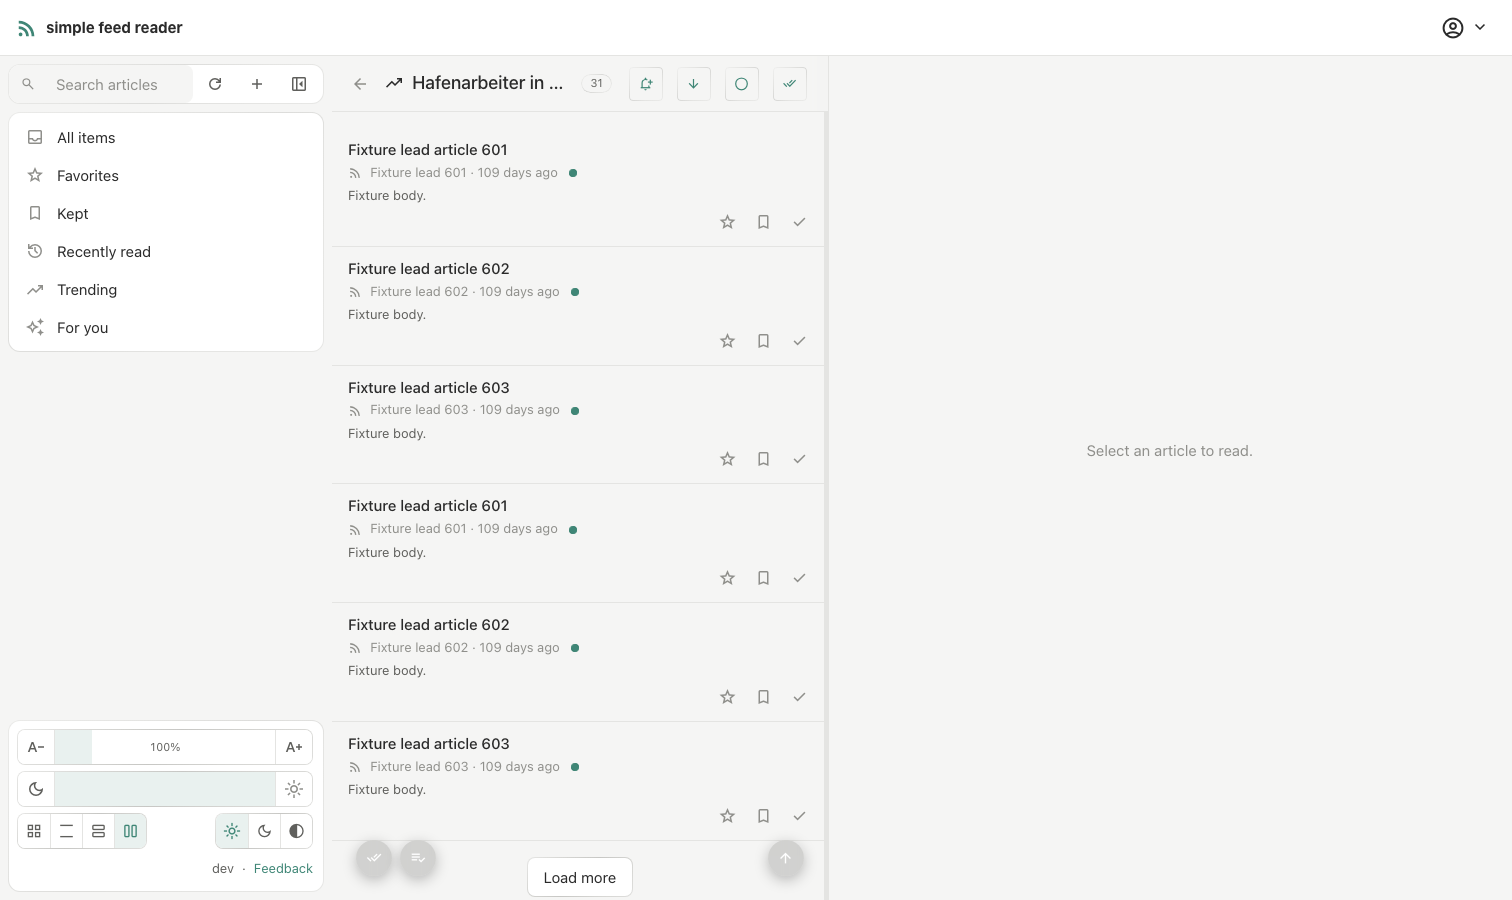 simple feed reader
Search articles
All items
Favorites
Kept
Recently read
Trending
For you
A−
100%
A+
dev · Feedback
Hafenarbeiter in ...
31
Fixture lead article 601
Fixture lead 601 · 109 days ago
Fixture body.
Fixture lead article 602
Fixture lead 602 · 109 days ago
Fixture body.
Fixture lead article 603
Fixture lead 603 · 109 days ago
Fixture body.
Fixture lead article 601
Fixture lead 601 · 109 days ago
Fixture body.
Fixture lead article 602
Fixture lead 602 · 109 days ago
Fixture body.
Fixture lead article 603
Fixture lead 603 · 109 days ago
Fixture body.
Load more
Select an article to read.